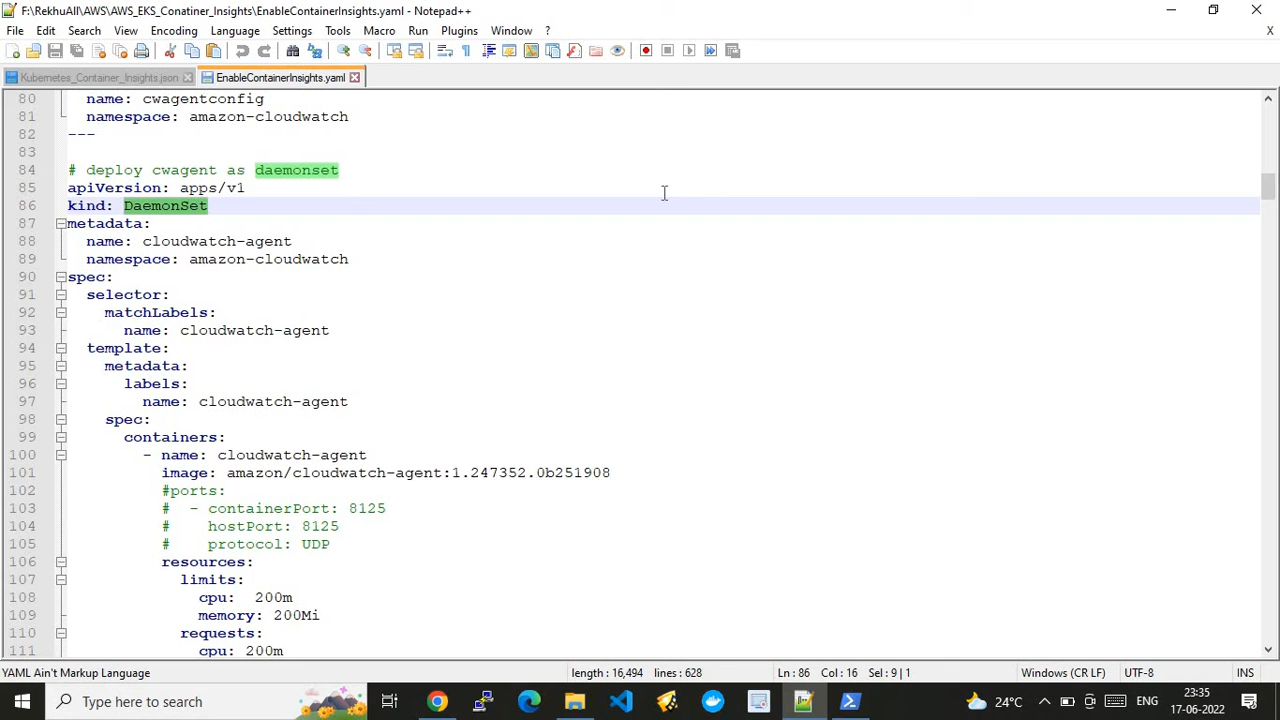 F:\RekhuAll\AWS\AWS_EKS_Conatiner_Insights\EnableContainerInsights.yaml - Notepad++
File Edit Search View Encoding Language Settings Tools Macro Run Plugins Window ? X
Kubernetes_Container_Insights.json EnableContainerInsights.yaml
80 name: cwagentconfig
81 namespace: amazon-cloudwatch
82 ---
83
84 # deploy cwagent as daemonset
85 apiVersion: apps/v1
86 kind: DaemonSet
87 metadata:
88 name: cloudwatch-agent
89 namespace: amazon-cloudwatch
90 spec:
91 selector:
92 matchLabels:
93 name: cloudwatch-agent
94 template:
95 metadata:
96 labels:
97 name: cloudwatch-agent
98 spec:
99 containers:
100 - name: cloudwatch-agent
101 image: amazon/cloudwatch-agent:1.247352.0b251908
102 #ports:
103 # - containerPort: 8125
104 # hostPort: 8125
105 # protocol: UDP
106 resources:
107 limits:
108 cpu: 200m
109 memory: 200Mi
110 requests:
111 cpu: 200m
YAML Ain't Markup Language length : 16,494 lines : 628 Ln : 86 Col : 16 Sel : 9 | 1 Windows (CR LF) UTF-8 INS
Type here to search 24°C ENG 23:35
17-06-2022